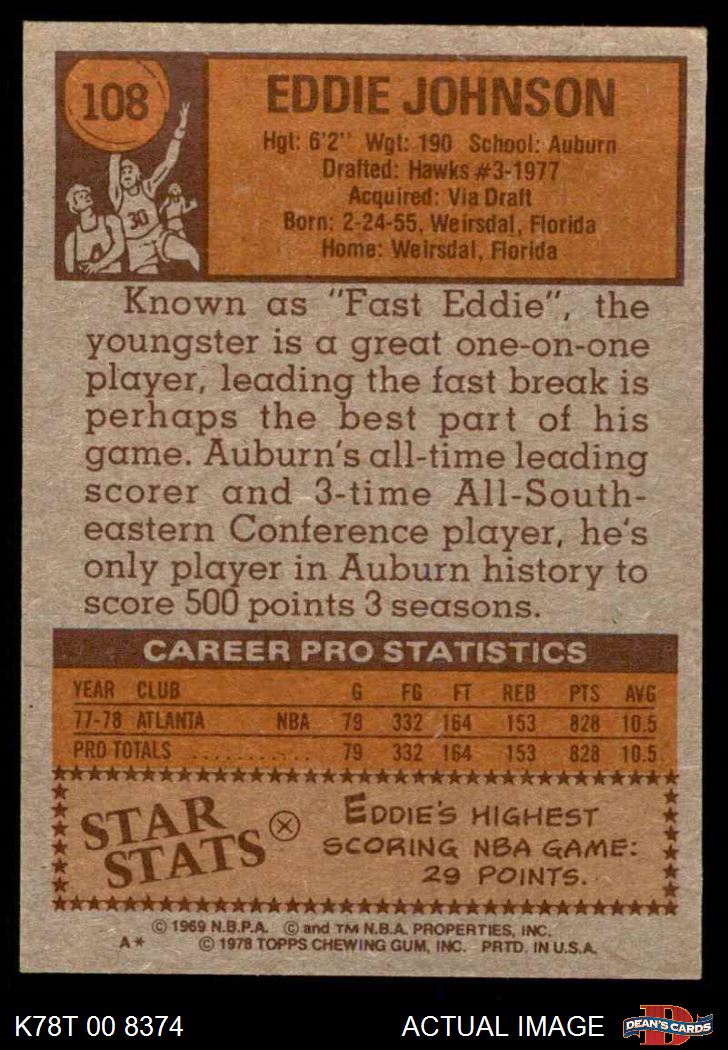 108
EDDIE JOHNSON
Hgt: 6'2" Wgt: 190 School: Auburn
Drafted: Hawks #3-1977
Acquired: Via Draft
Born: 2-24-55, Weirsdal, Florida
Home: Weirsdal, Florida
30
Known as "Fast Eddie", the
youngster is a great one-on-one
player, leading the fast break is
perhaps the best part of his
game. Auburn's all-time leading
scorer and 3-time All-South-
eastern Conference player, he's
only player in Auburn history to
score 500 points 3 seasons.
CAREER PRO STATISTICS
YEAR CLUB G FG FT REB PTS AVG
77-78 ATLANTA NBA 79 332 164 153 828 10.5
PRO TOTALS ........... 79 332 164 153 828 10.5
STAR
STATS
EDDIE'S HIGHEST
SCORING NBA GAME:
29 POINTS.
© 1969 N.B.P.A. © and TM N.B.A. PROPERTIES, INC.
A* © 1978 TOPPS CHEWING GUM, INC. PRTD. IN U.S.A.
K78T 00 8374 ACTUAL IMAGE
D
DEAN'S CARDS